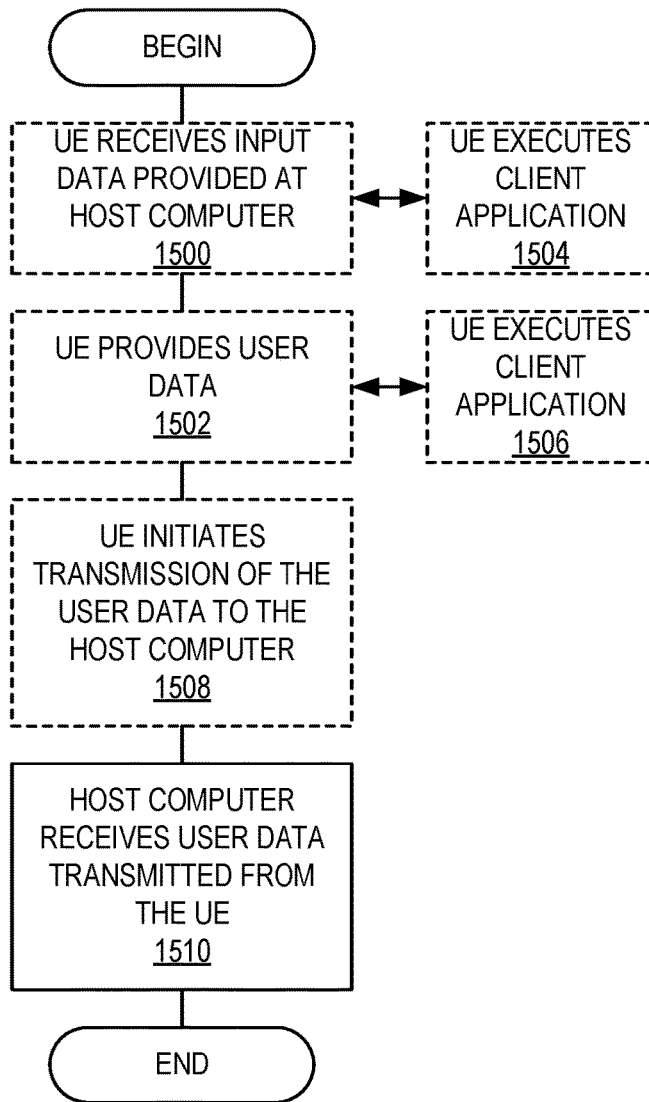 BEGIN
UE RECEIVES INPUT
DATA PROVIDED AT
HOST COMPUTER
1500
UE EXECUTES
CLIENT
APPLICATION
1504
UE PROVIDES USER
DATA
1502
UE EXECUTES
CLIENT
APPLICATION
1506
UE INITIATES
TRANSMISSION OF THE
USER DATA TO THE
HOST COMPUTER
1508
HOST COMPUTER
RECEIVES USER DATA
TRANSMITTED FROM
THE UE
1510
END